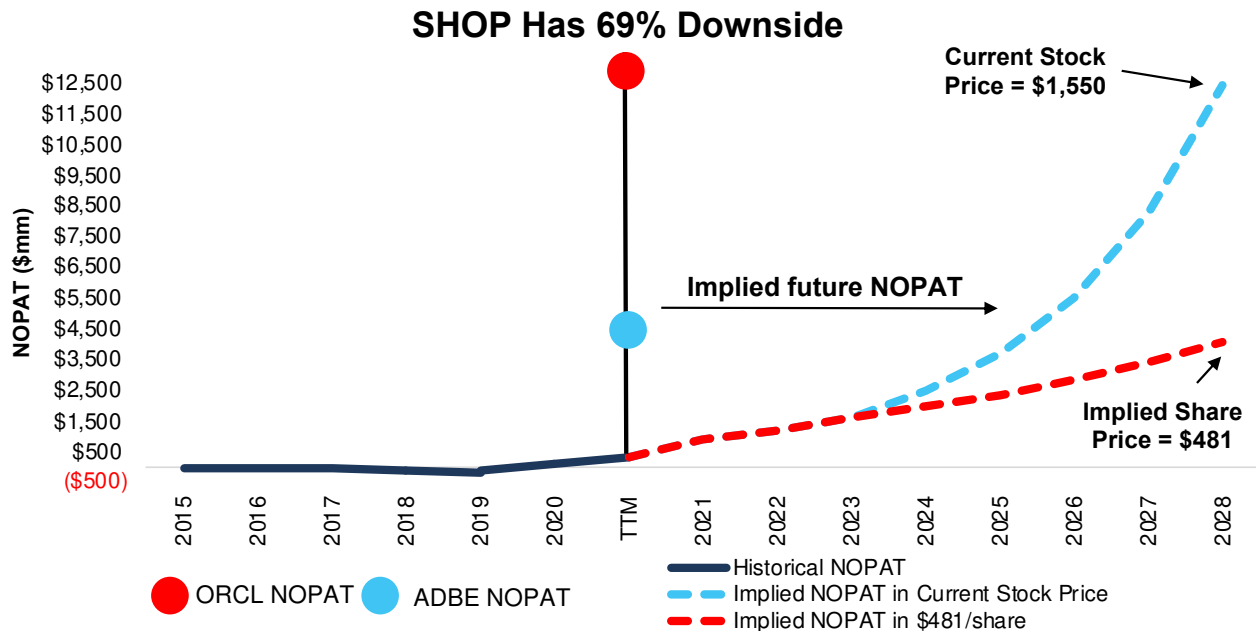 SHOP Has 69% Downside
Current Stock
Price = $1,550
NOPAT ($mm)
$12,500
$11,500
$10,500
$9,500
$8,500
$7,500
$6,500
$5,500
$4,500
$3,500
$2,500
$1,500
$500
($500)
Implied future NOPAT
Implied Share
Price = $481
2015
2016
2017
2018
2019
2020
TTM
2021
2022
2023
2024
2025
2026
2027
2028
ORCL NOPAT
ADBE NOPAT
Historical NOPAT
Implied NOPAT in Current Stock Price
Implied NOPAT in $481/share